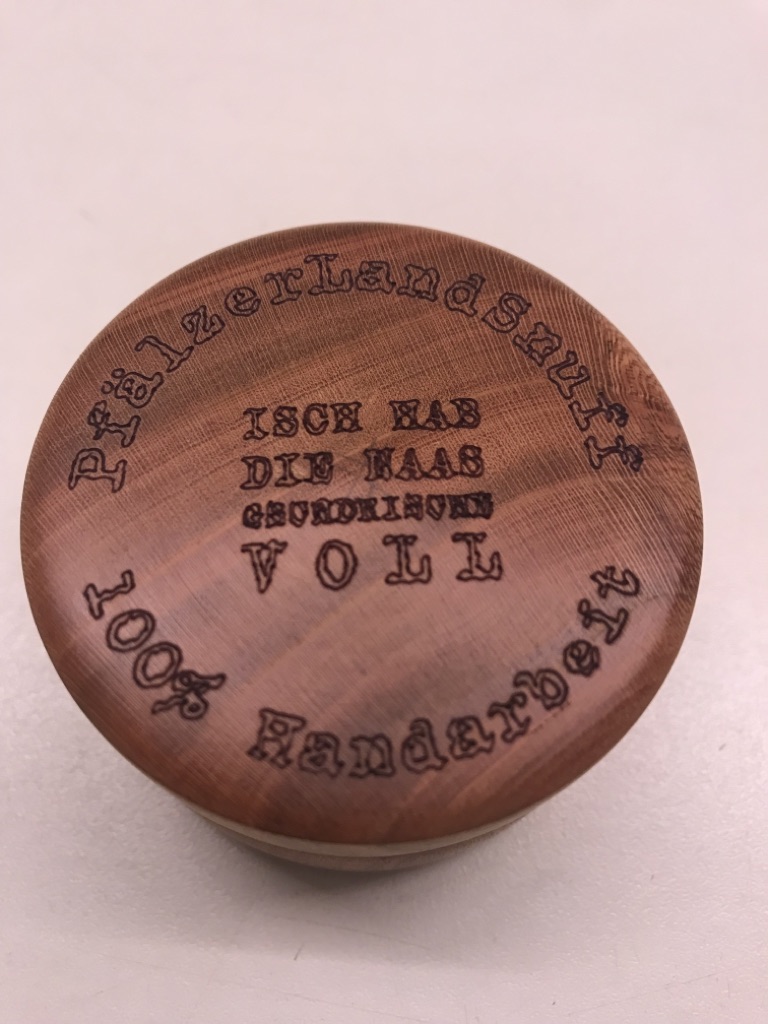 PfälzerLandSnuff
ISCH HAB
DIE NAAS
VOLL
100% Handarbeit